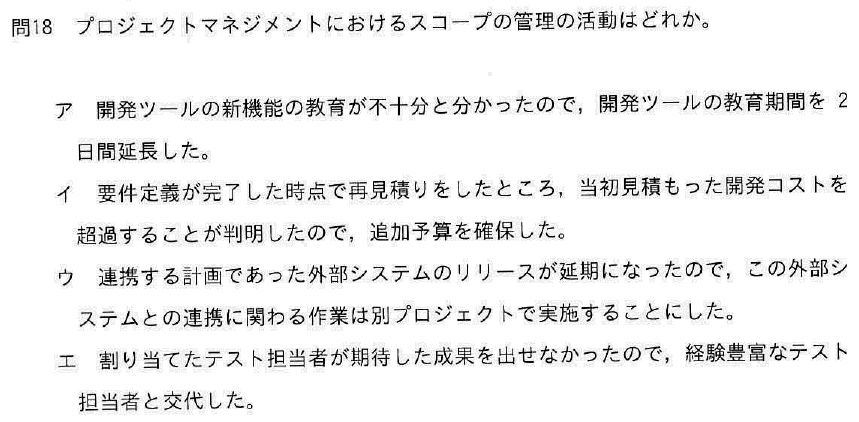 問18 プロジェクトマネジメントにおけるスコープの管理の活動はどれか。
ア 開発ツールの新機能の教育が不十分と分かったので，開発ツールの教育期間を 2
日間延長した。
イ 要件定義が完了した時点で再見積りをしたところ，当初見積もった開発コストを
超過することが判明したので，追加予算を確保した。
ウ 連携する計画であった外部システムのリリースが延期になったので，この外部シ
ステムとの連携に関わる作業は別プロジェクトで実施することにした。
エ 割り当てたテスト担当者が期待した成果を出せなかったので，経験豊富なテスト
担当者と交代した。